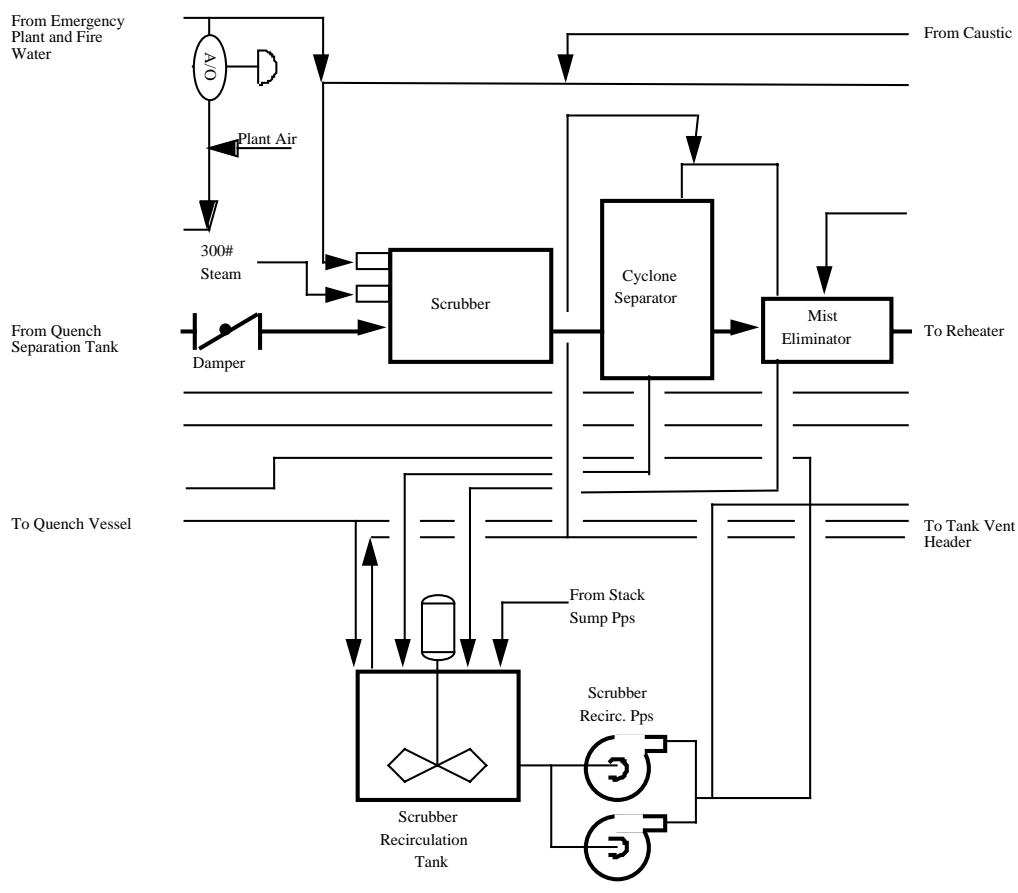 From Emergency
Plant and Fire
Water
From Caustic
A/O
Plant Air
300#
Steam
Scrubber
Cyclone
Separator
Mist
Eliminator
From Quench
Separation Tank
To Reheater
Damper
To Quench Vessel
To Tank Vent
Header
From Stack
Sump Pps
Scrubber
Recirc. Pps
Scrubber
Recirculation
Tank